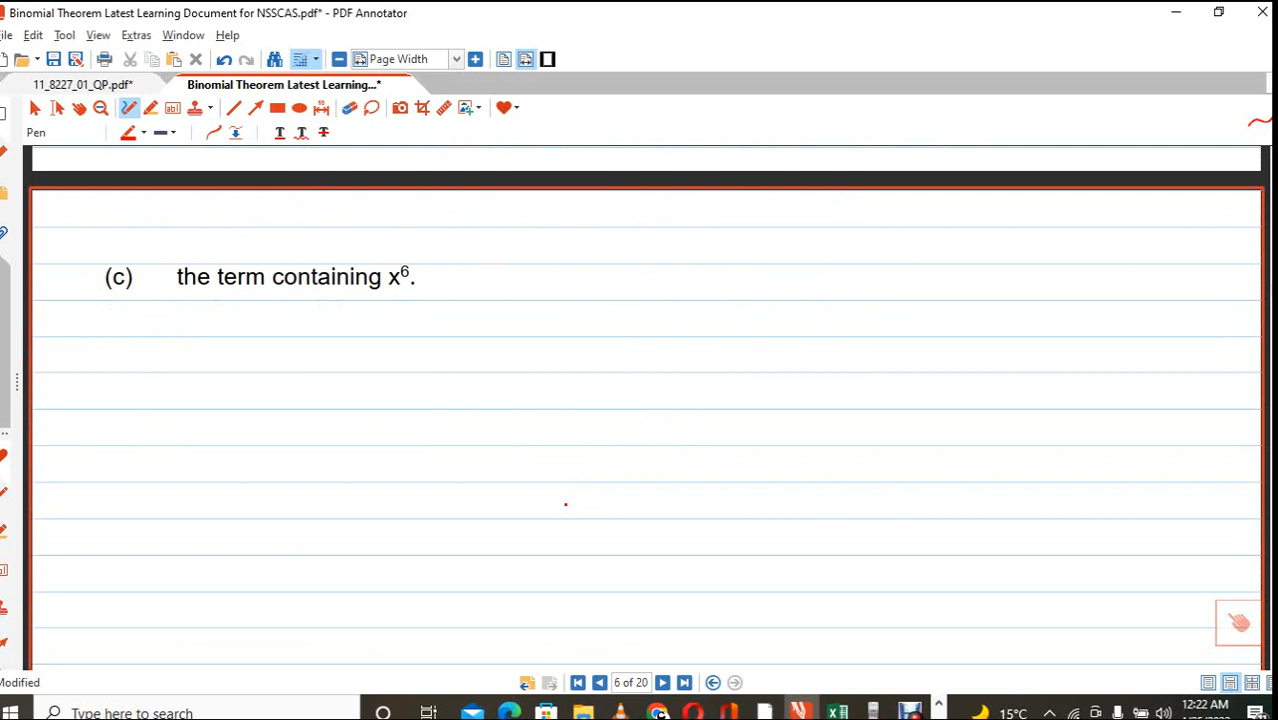 Binomial Theorem Latest Learning Document for NSSCAS.pdf* - PDF Annotator
ile Edit Tool View Extras Window Help
Page Width
11_8227_01_QP.pdf* Binomial Theorem Latest Learning...*
Pen
(c) the term containing x⁶.
6 of 20
Modified
Type here to search
15°C
12:22 AM